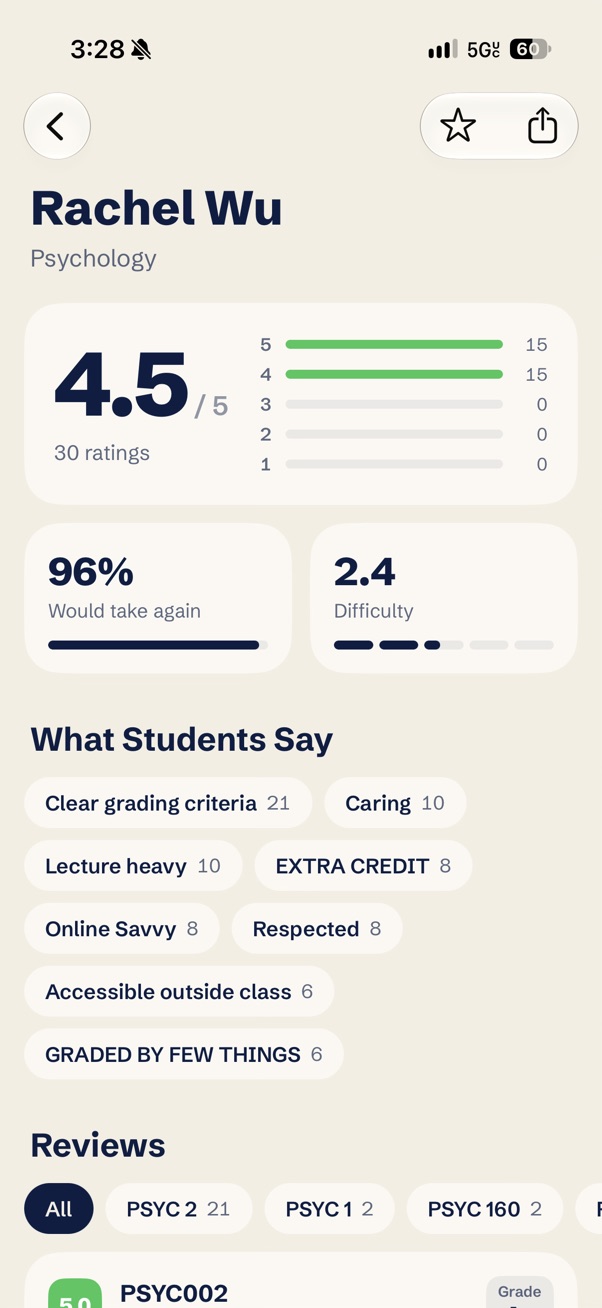 3:28 5G UC 60
Rachel Wu
Psychology
4.5 / 5
30 ratings
5 15
4 15
3 0
2 0
1 0
96%
Would take again
2.4
Difficulty
What Students Say
Clear grading criteria 21 Caring 10
Lecture heavy 10 EXTRA CREDIT 8
Online Savvy 8 Respected 8
Accessible outside class 6
GRADED BY FEW THINGS 6
Reviews
All PSYC 2 21 PSYC 1 2 PSYC 160 2
5.0 PSYC002 Grade